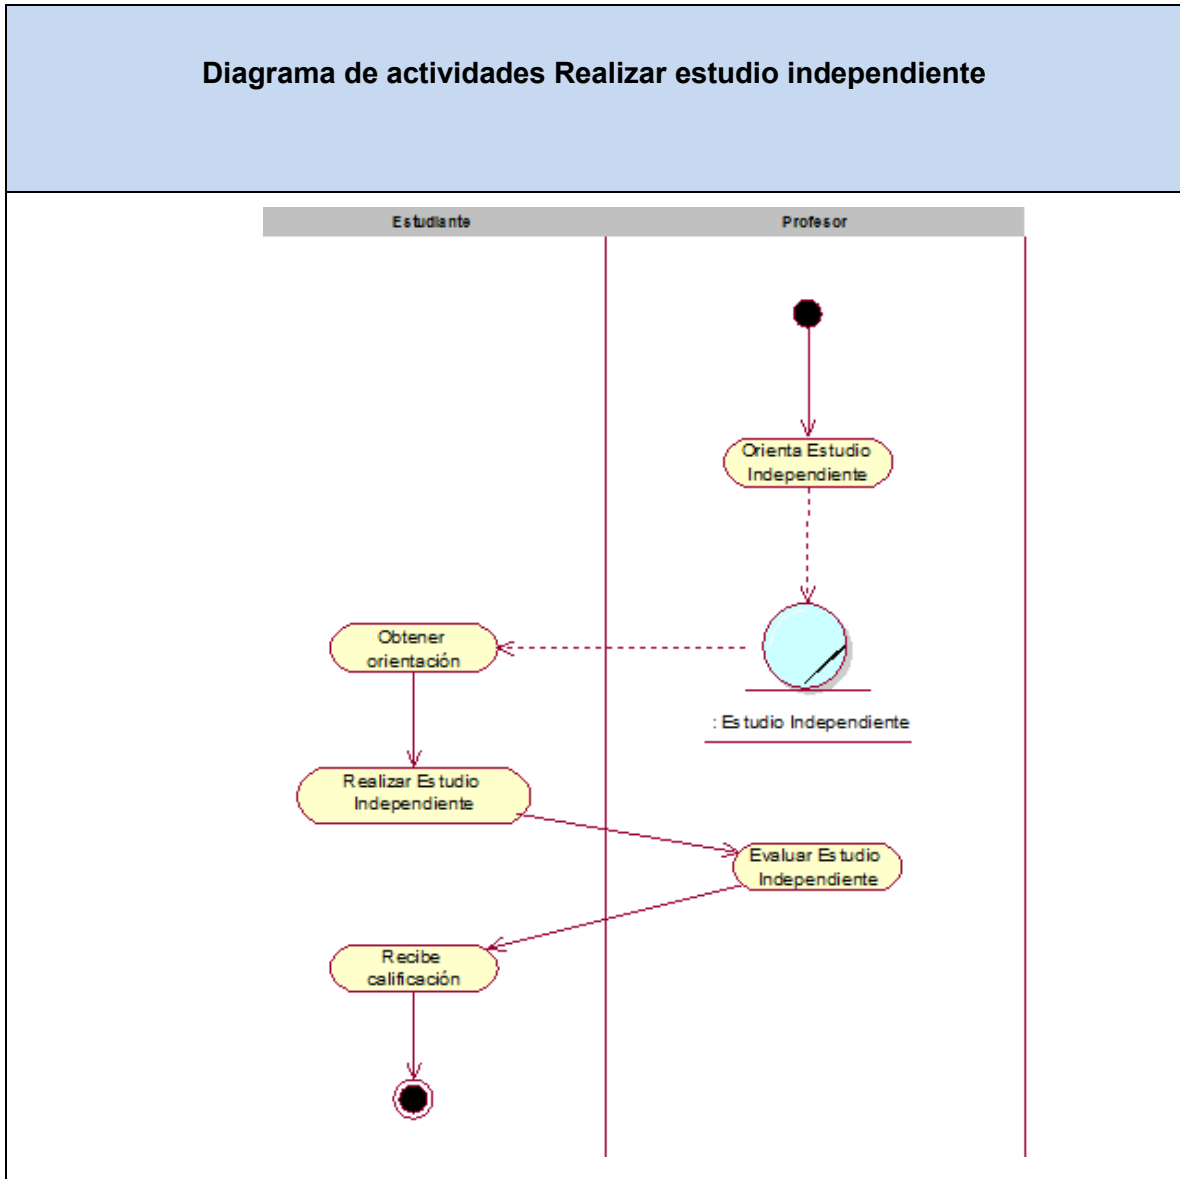 Diagrama de actividades Realizar estudio independiente
Estudiante
Profesor
Orienta Estudio
Independiente
Obtener
orientación
: Estudio Independiente
Realizar Estudio
Independiente
Evaluar Estudio
Independiente
Recibe
calificación